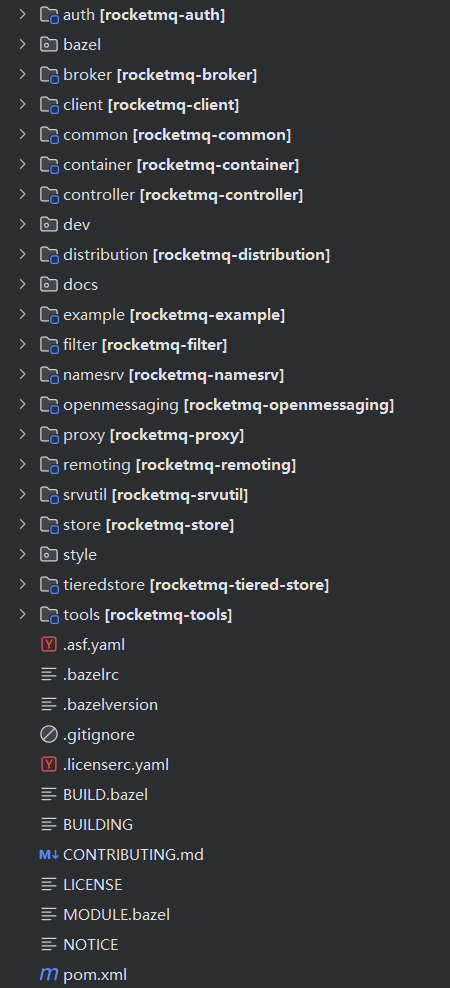 auth [rocketmq-auth]
bazel
broker [rocketmq-broker]
client [rocketmq-client]
common [rocketmq-common]
container [rocketmq-container]
controller [rocketmq-controller]
dev
distribution [rocketmq-distribution]
docs
example [rocketmq-example]
filter [rocketmq-filter]
namesrv [rocketmq-namesrv]
openmessaging [rocketmq-openmessaging]
proxy [rocketmq-proxy]
remoting [rocketmq-remoting]
srvutil [rocketmq-srvutil]
store [rocketmq-store]
style
tieredstore [rocketmq-tiered-store]
tools [rocketmq-tools]
Y .asf.yaml
.bazelrc
.bazelversion
.gitignore
Y .licenserc.yaml
BUILD.bazel
BUILDING
M↓ CONTRIBUTING.md
LICENSE
MODULE.bazel
NOTICE
m pom.xml